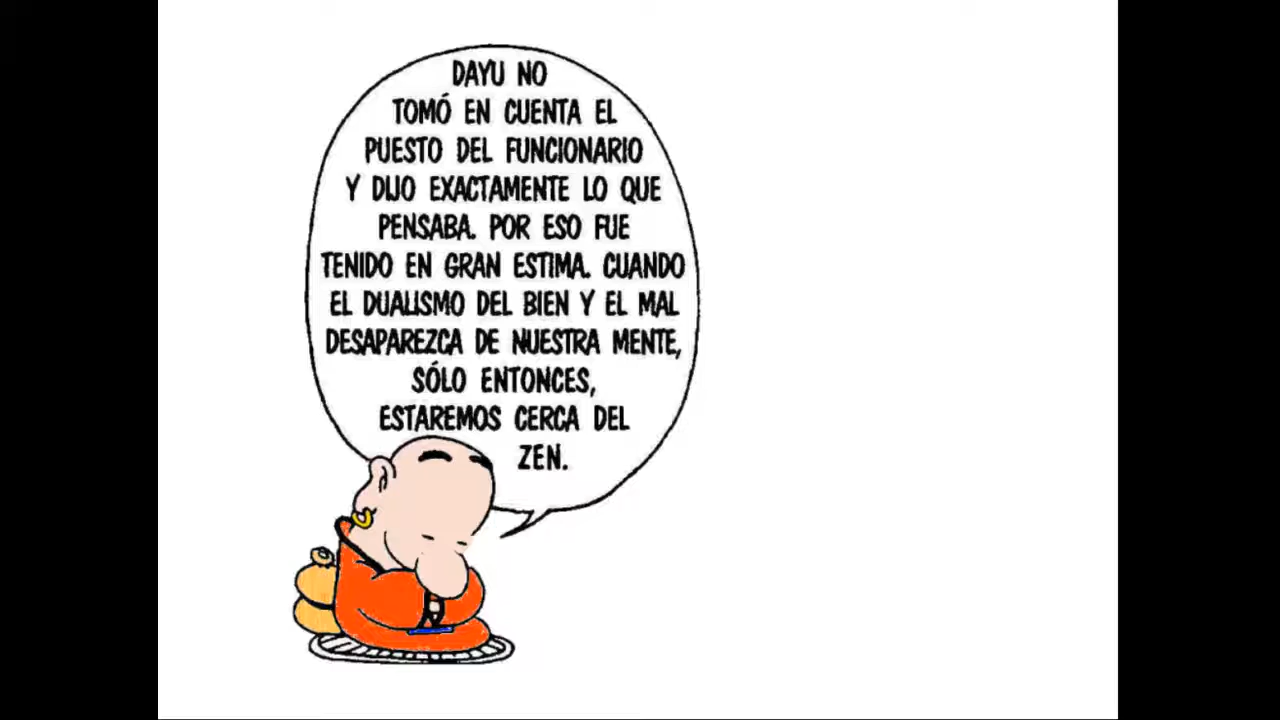 DAYU NO
TOMÓ EN CUENTA EL
PUESTO DEL FUNCIONARIO
Y DIJO EXACTAMENTE LO QUE
PENSABA. POR ESO FUE
TENIDO EN GRAN ESTIMA. CUANDO
EL DUALISMO DEL BIEN Y EL MAL
DESAPAREZCA DE NUESTRA MENTE,
SÓLO ENTONCES,
ESTAREMOS CERCA DEL
ZEN.